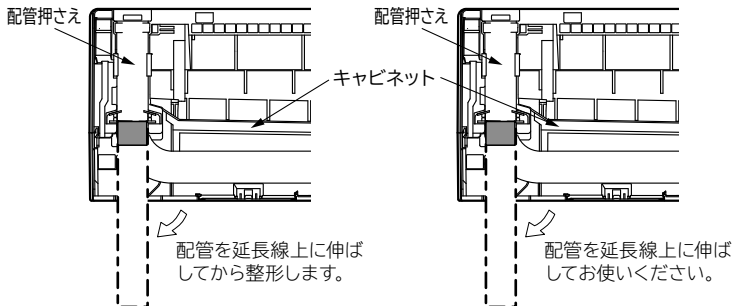 配管押さえ
配管押さえ
キャビネット
配管を延長線上に伸ば
してから整形します。
配管を延長線上に伸ば
してお使いください。